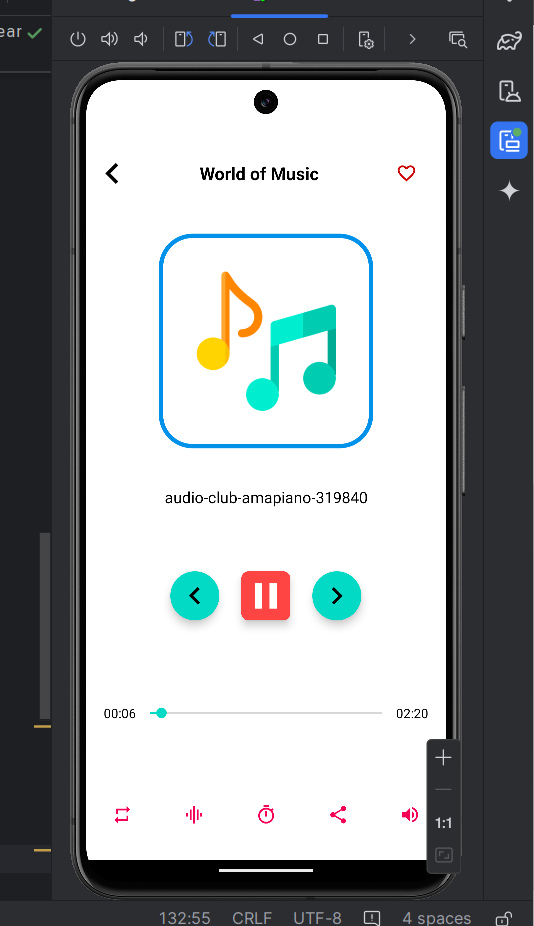 ear
World of Music
audio-club-amapiano-319840
00:06
02:20
1:1
132:55 CRLF UTF-8 4 spaces